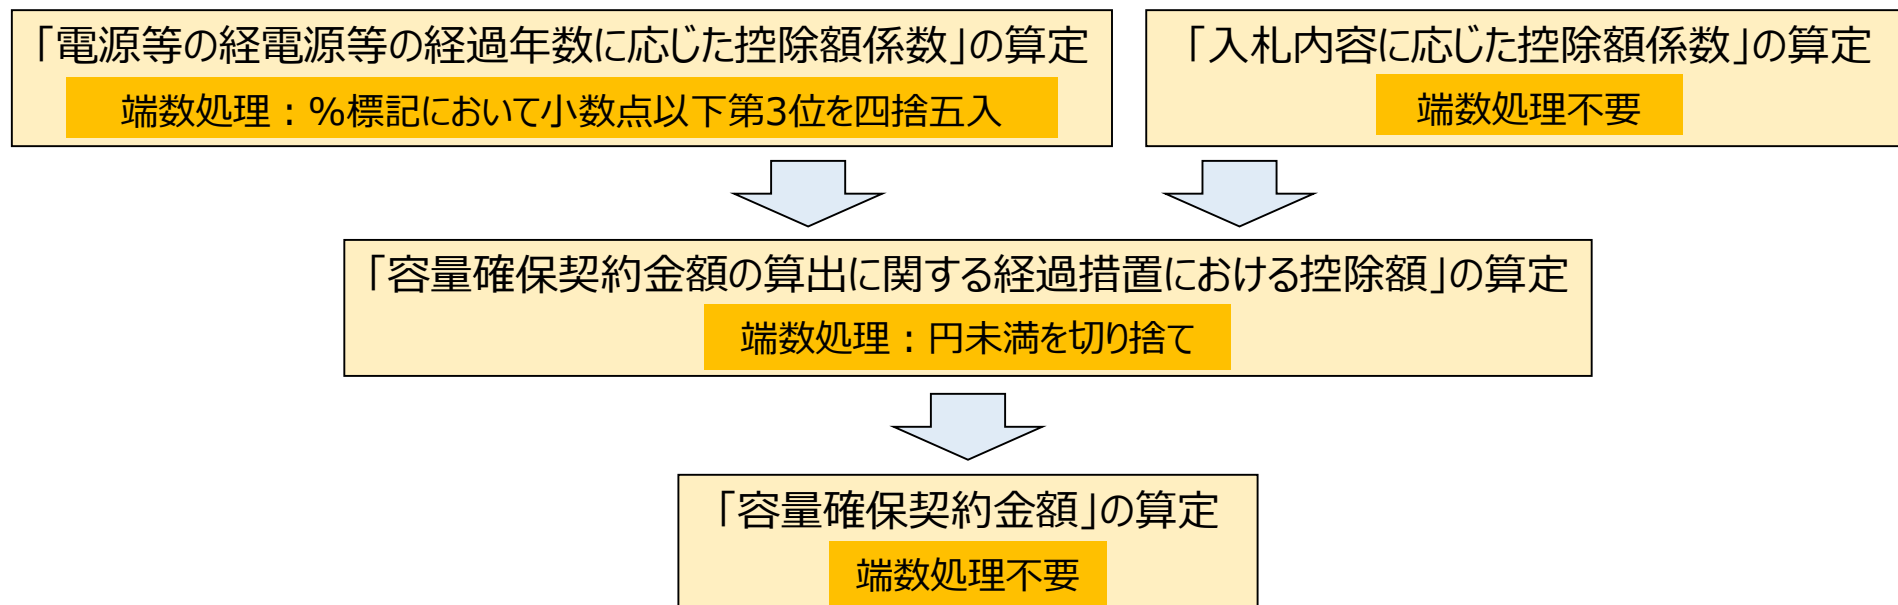 「電源等の経電源等の経過年数に応じた控除額係数」の算定
端数処理：％標記において小数点以下第3位を四捨五入
「入札内容に応じた控除額係数」の算定
端数処理不要
「容量確保契約金額の算出に関する経過措置における控除額」の算定
端数処理：円未満を切り捨て
「容量確保契約金額」の算定
端数処理不要